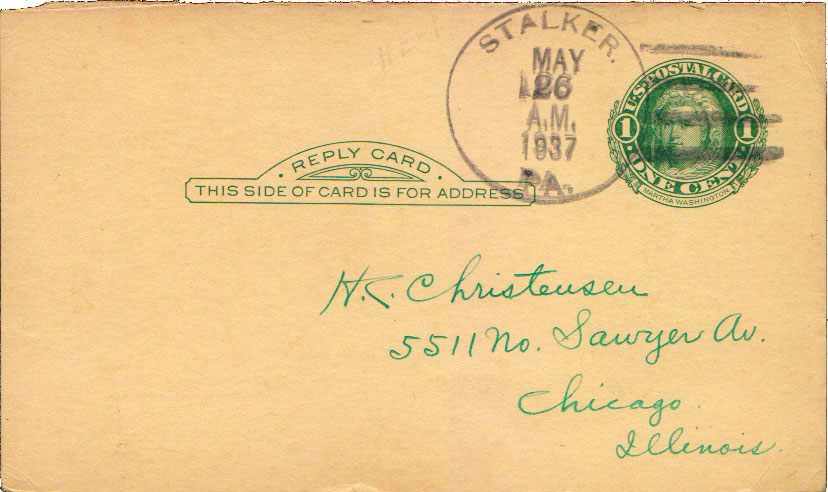 STALKER.
MAY
26
A.M.
1937
PA.
U.S. POSTAL CARD
1 1
ONE CENT
MARTHA WASHINGTON
· REPLY CARD ·
THIS SIDE OF CARD IS FOR ADDRESS
H.C. Christensen
5511 No. Sawyer Av.
Chicago
Illinois.